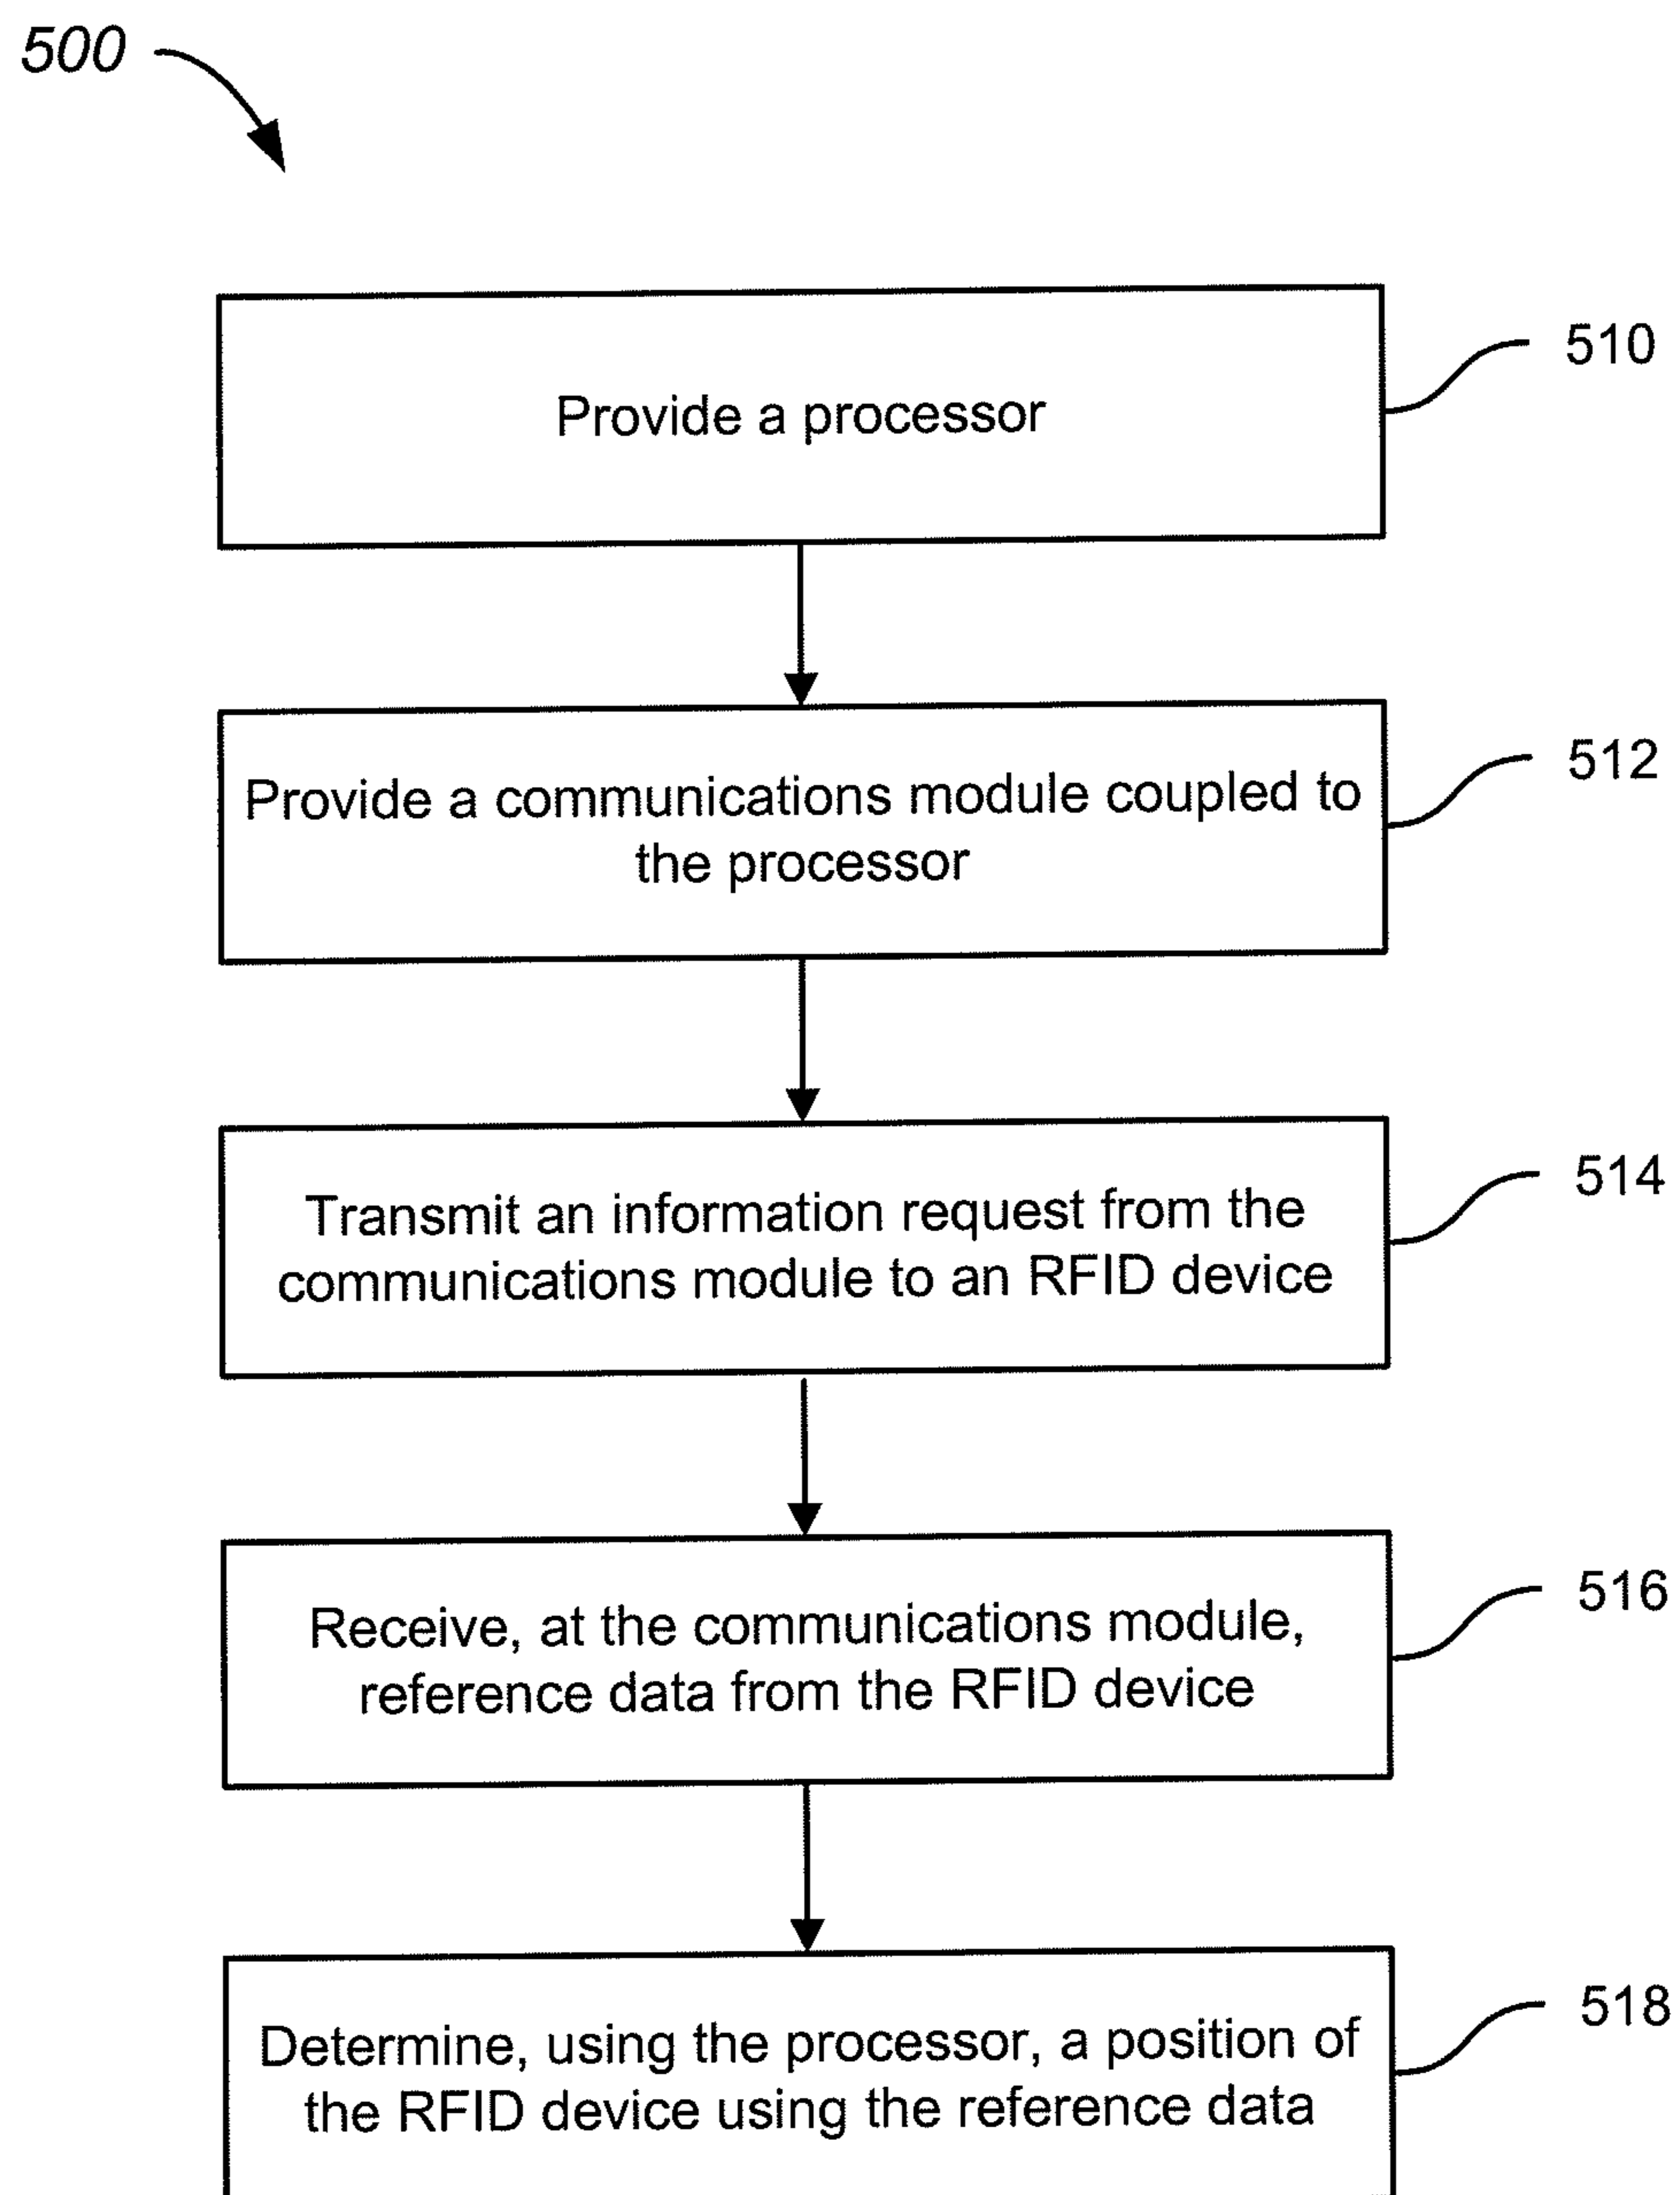 500
Provide a processor
510
Provide a communications module coupled to
the processor
512
Transmit an information request from the
communications module to an RFID device
514
Receive, at the communications module,
reference data from the RFID device
516
Determine, using the processor, a position of
the RFID device using the reference data
518